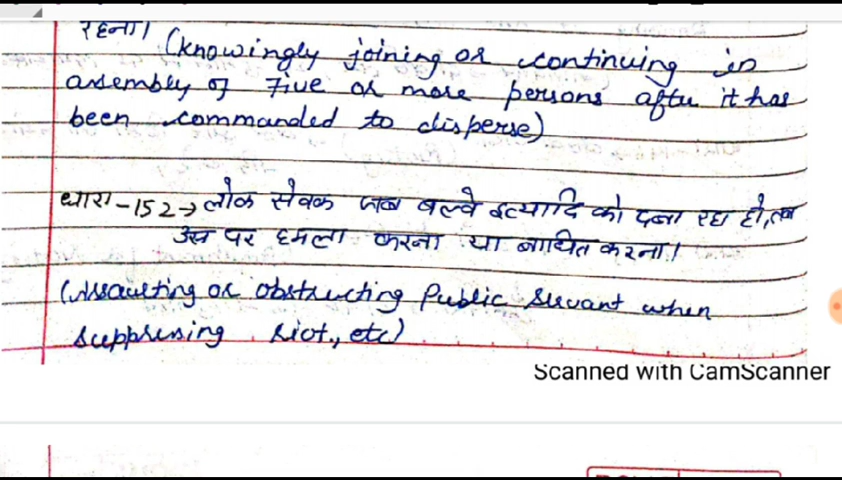 रहना। (knowingly joining or continuing in
assembly of Five or more persons after it has
been commanded to disperse)
धारा-152→ लोक सेवक जब बल्वे इत्यादि को दबा रहा हो, तब
उस पर हमला करना या बाधित करना।
(Assaulting or obstructing Public Servant when
suppressing riot, etc)
Scanned with CamScanner